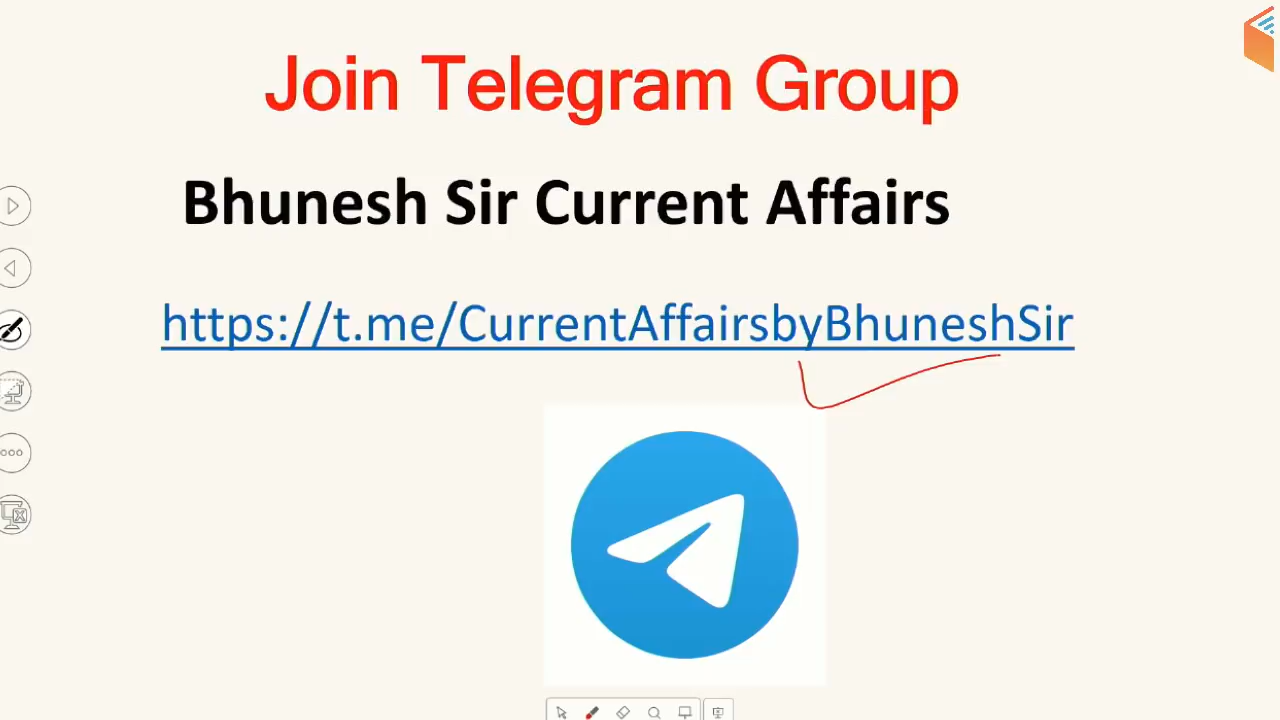 Join Telegram Group
Bhunesh Sir Current Affairs
https://t.me/CurrentAffairsbyBhuneshSir